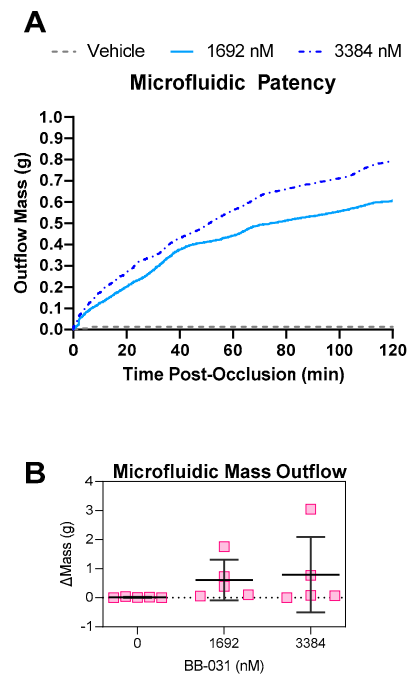 A
Vehicle 1692 nM 3384 nM
Microfluidic Patency
1.0
0.9
0.8
0.7
0.6
0.5
0.4
0.3
0.2
0.1
0.0
Outflow Mass (g)
0 20 40 60 80 100 120
Time Post-Occlusion (min)
B
Microfluidic Mass Outflow
4
3
2
1
0
-1
ΔMass (g)
0 1692 3384
BB-031 (nM)